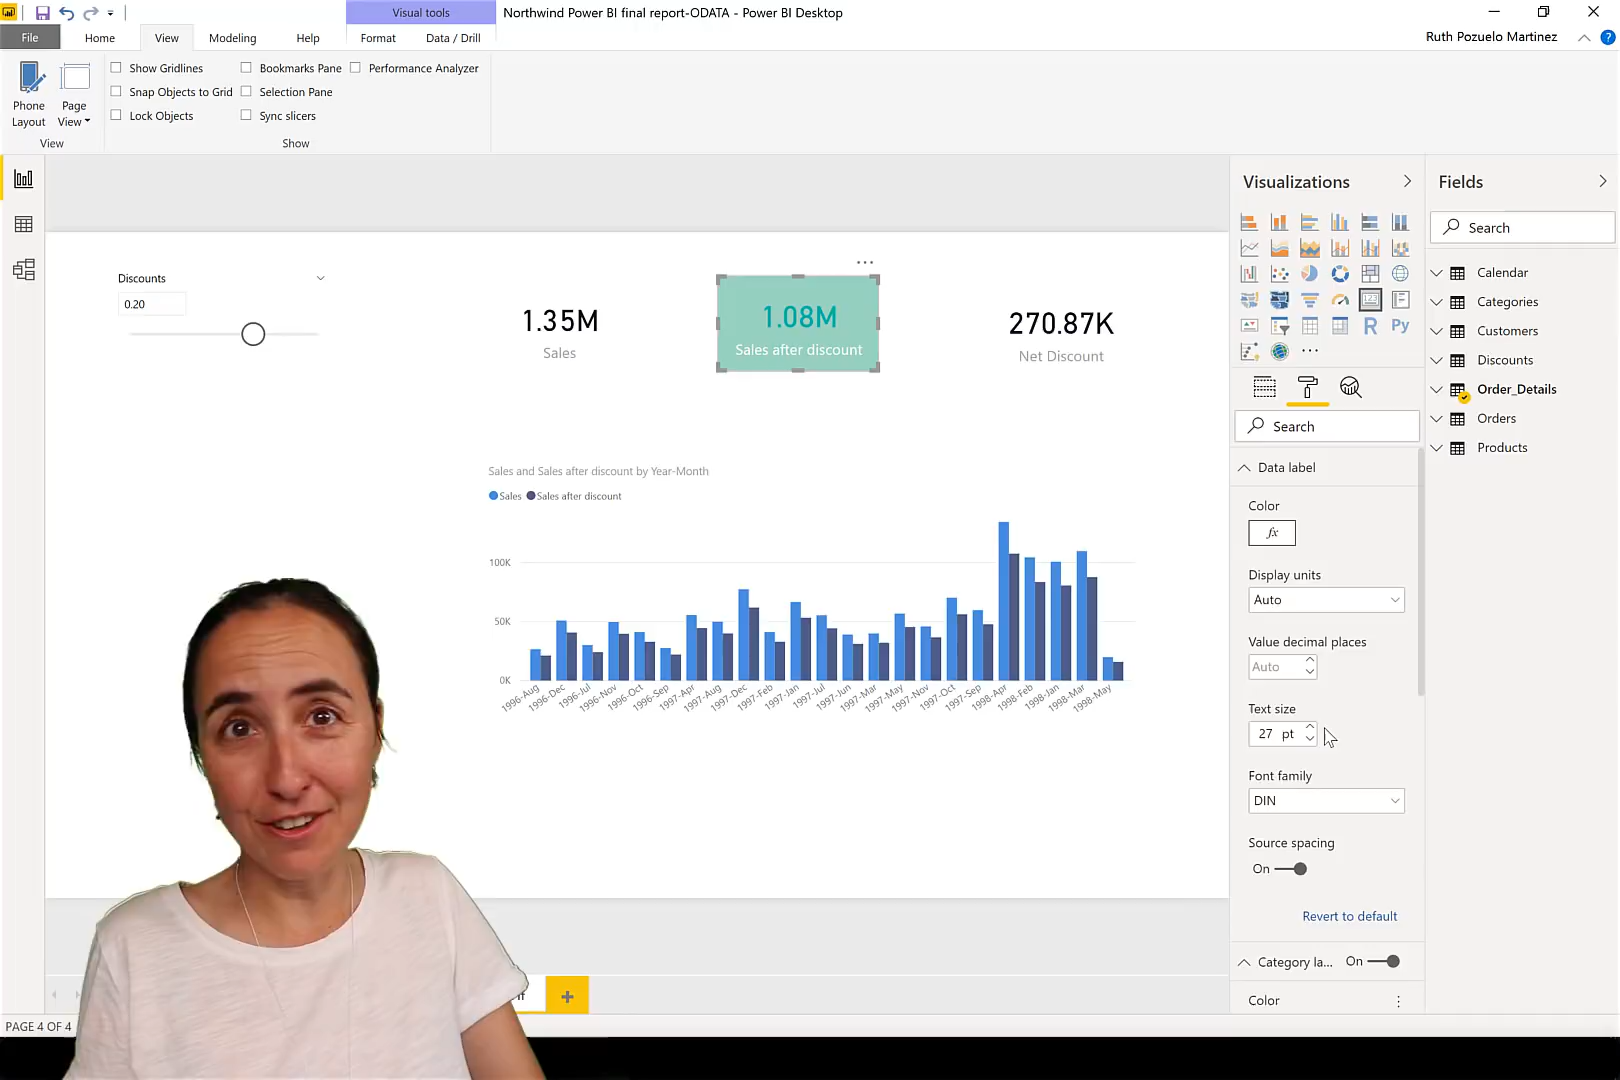 Visual tools
Northwind Power BI final report-ODATA - Power BI Desktop
File
Home
View
Modeling
Help
Format
Data / Drill
Ruth Pozuelo Martinez
?
Phone Layout
Page View
Show Gridlines
Snap Objects to Grid
Lock Objects
Bookmarks Pane
Selection Pane
Sync slicers
Performance Analyzer
View
Show
Discounts
0.20
1.35M
Sales
...
1.08M
Sales after discount
270.87K
Net Discount
Sales and Sales after discount by Year-Month
Sales
Sales after discount
100K
50K
0K
1996-Aug
1996-Dec
1996-Jul
1996-Nov
1996-Oct
1996-Sep
1997-Apr
1997-Aug
1997-Dec
1997-Feb
1997-Jan
1997-Jul
1997-Jun
1997-Mar
1997-May
1997-Nov
1997-Oct
1997-Sep
1998-Apr
1998-Feb
1998-Jan
1998-Mar
1998-May
Visualizations
123
R
Py
...
Search
Data label
Color
fx
Display units
Auto
Value decimal places
Auto
Text size
27 pt
Font family
DIN
Source spacing
On
Revert to default
Category la...
On
Color
Fields
Search
Calendar
Categories
Customers
Discounts
Order_Details
Orders
Products
+
PAGE 4 OF 4